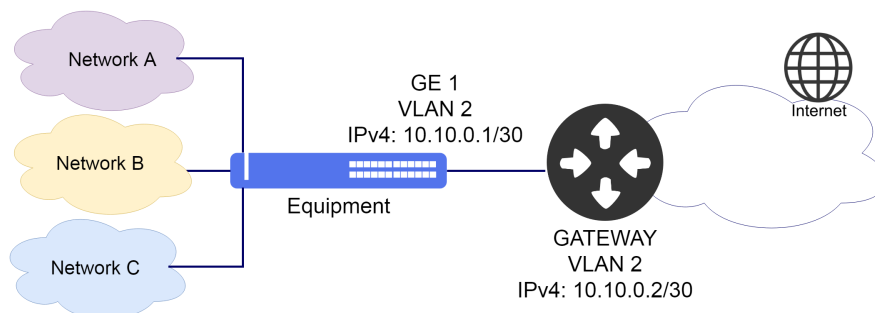 Network A
Network B
Network C
Equipment
GE 1
VLAN 2
IPv4: 10.10.0.1/30
GATEWAY
VLAN 2
IPv4: 10.10.0.2/30
Internet